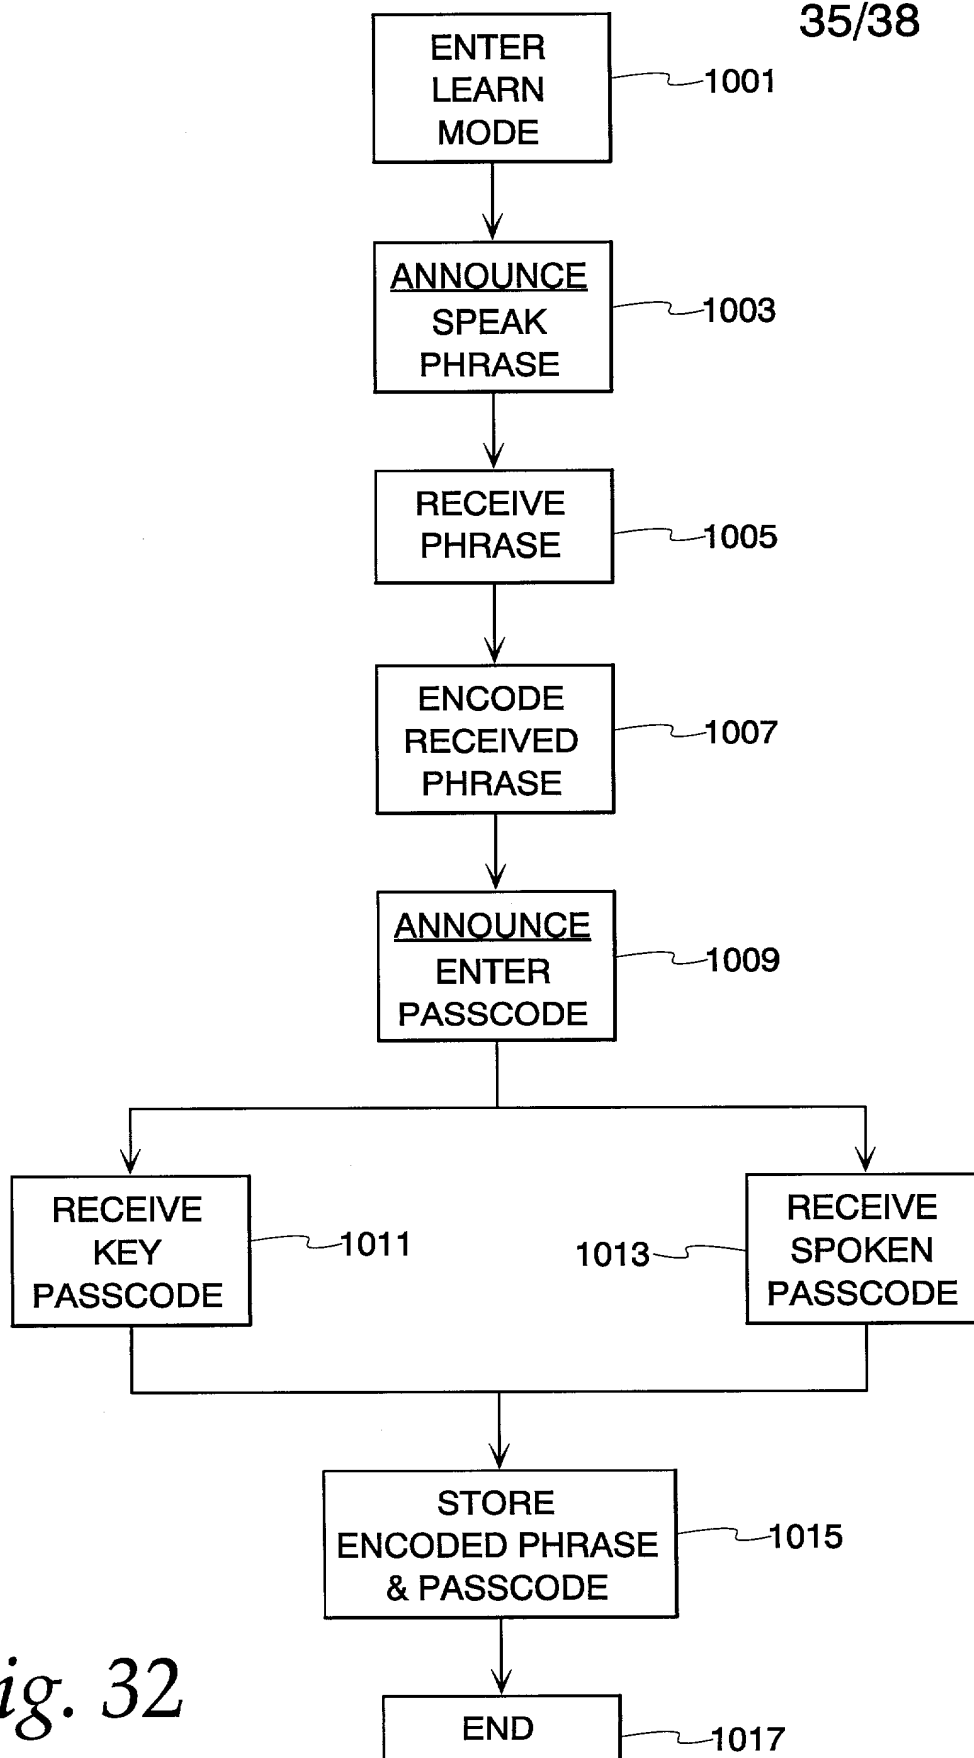 35/38
ENTER
LEARN
MODE
1001
ANNOUNCE
SPEAK
PHRASE
1003
RECEIVE
PHRASE
1005
ENCODE
RECEIVED
PHRASE
1007
ANNOUNCE
ENTER
PASSCODE
1009
RECEIVE
KEY
PASSCODE
1011
1013
RECEIVE
SPOKEN
PASSCODE
STORE
ENCODED PHRASE
& PASSCODE
1015
ig. 32
END
1017